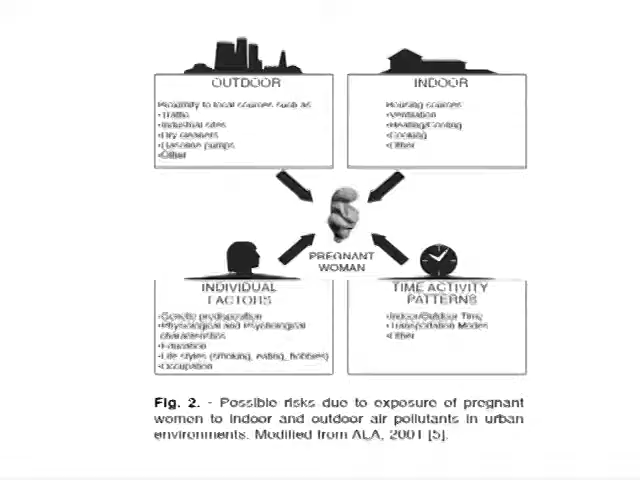 OUTDOOR
Proximity to local sources such as
•Traffic
•Industrial sites
•Dry cleaners
•Gasoline pumps
•Other
INDOOR
Housing sources
•Ventilation
•Heating/Cooling
•Cooking
•Other
PREGNANT
WOMAN
INDIVIDUAL
FACTORS
•Genetic predisposition
•Physiological and Psychological
characteristics
•Education
•Life styles (smoking, eating, hobbies)
•Occupation
TIME ACTIVITY
PATTERNS
•Indoor/Outdoor Time
•Transportation Modes
•Other
Fig. 2. - Possible risks due to exposure of pregnant
women to indoor and outdoor air pollutants in urban
environments. Modified from ALA, 2001 [5].